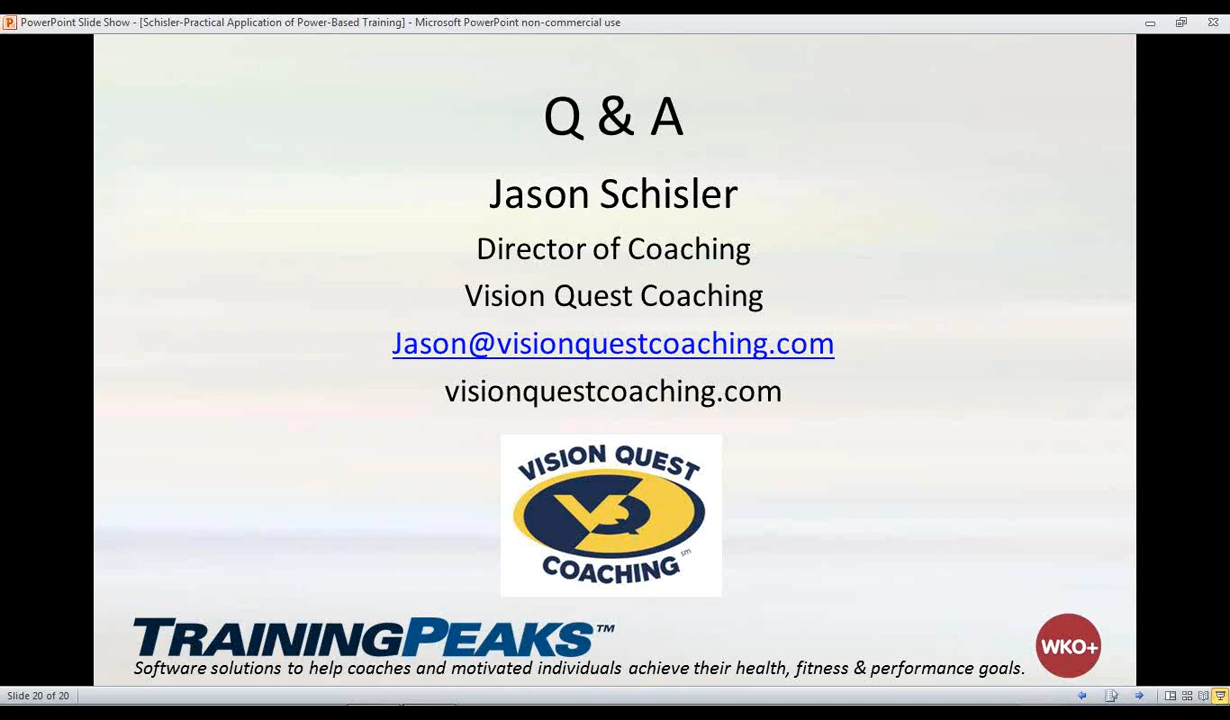 PowerPoint Slide Show - [Schisler-Practical Application of Power-Based Training] - Microsoft PowerPoint non-commercial use
Q & A
Jason Schisler
Director of Coaching
Vision Quest Coaching
Jason@visionquestcoaching.com
visionquestcoaching.com
VISION QUEST
VQ
COACHING℠
TRAININGPEAKS™
WKO+
Software solutions to help coaches and motivated individuals achieve their health, fitness & performance goals.
Slide 20 of 20